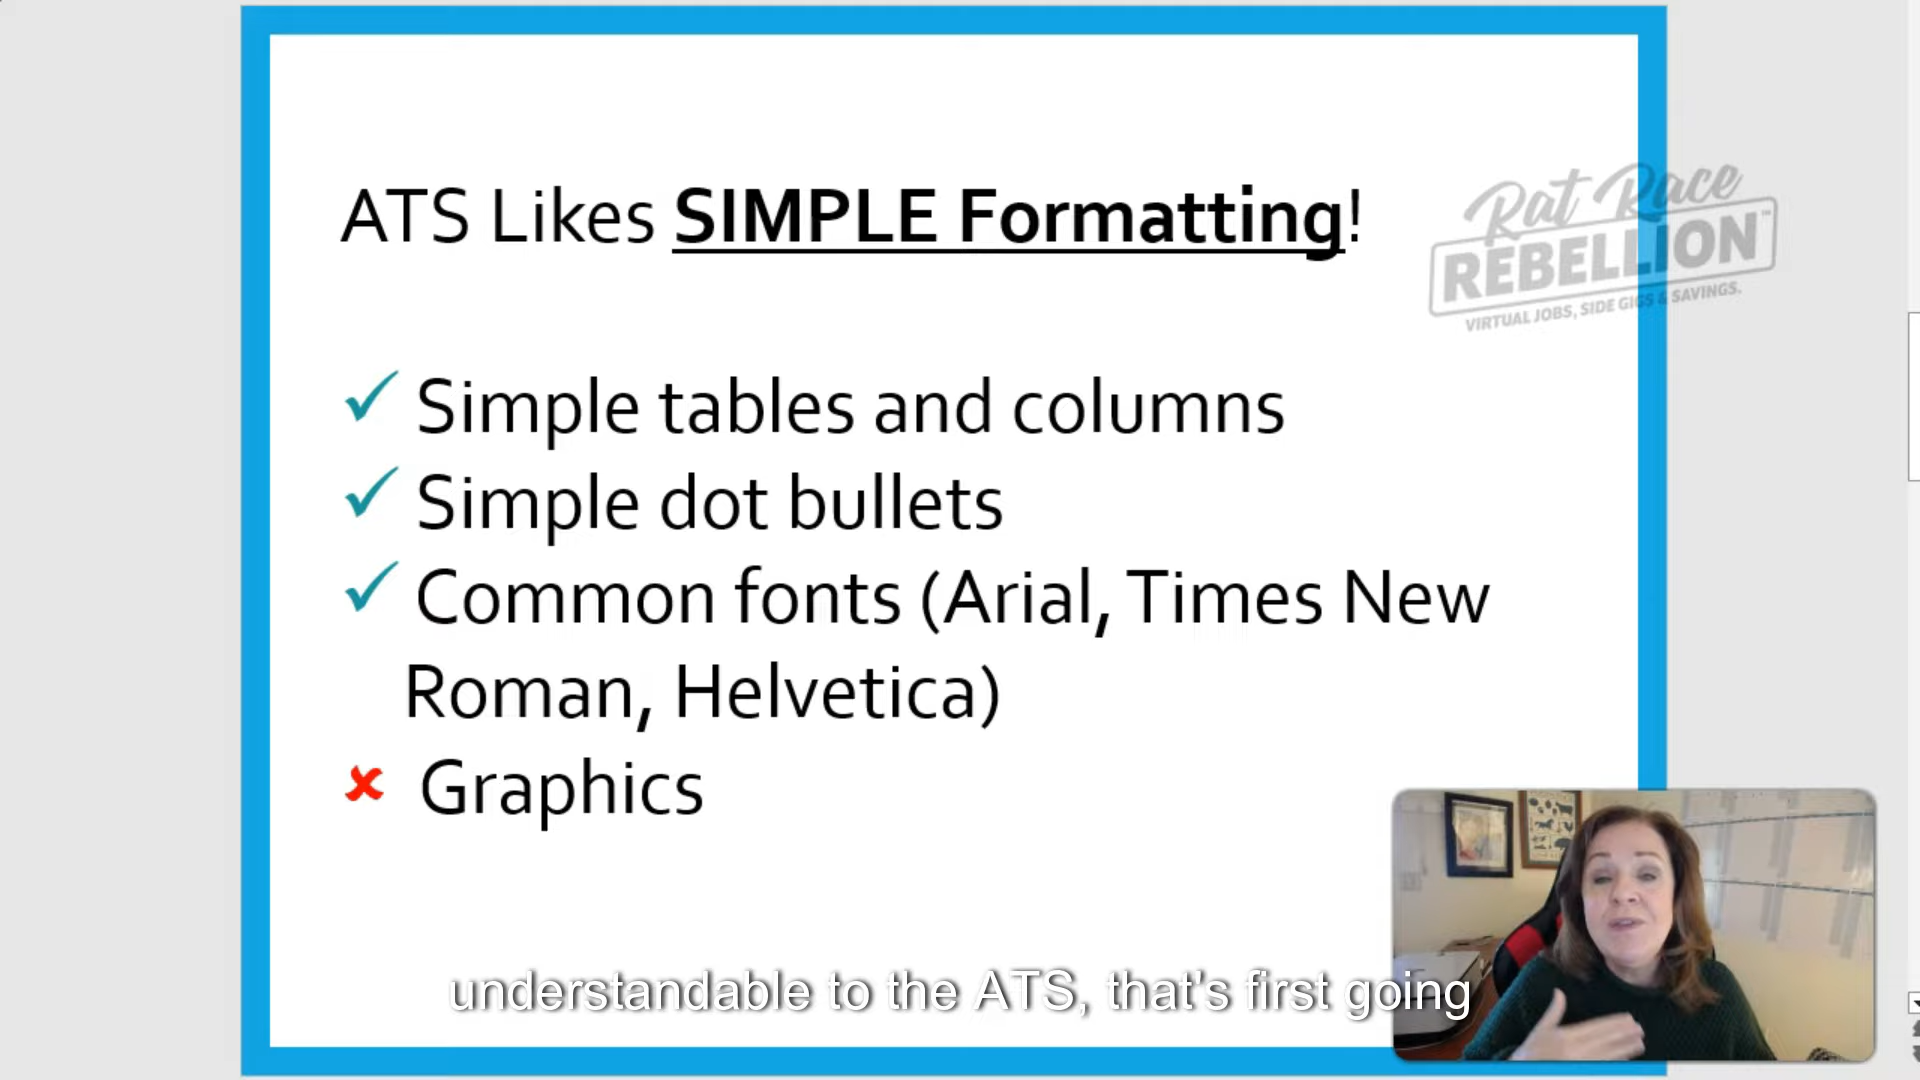 ATS Likes SIMPLE Formatting!
Rat Race
REBELLION™
VIRTUAL JOBS, SIDE GIGS & SAVINGS.
✓ Simple tables and columns
✓ Simple dot bullets
✓ Common fonts (Arial, Times New
Roman, Helvetica)
✘ Graphics
understandable to the ATS, that's first going